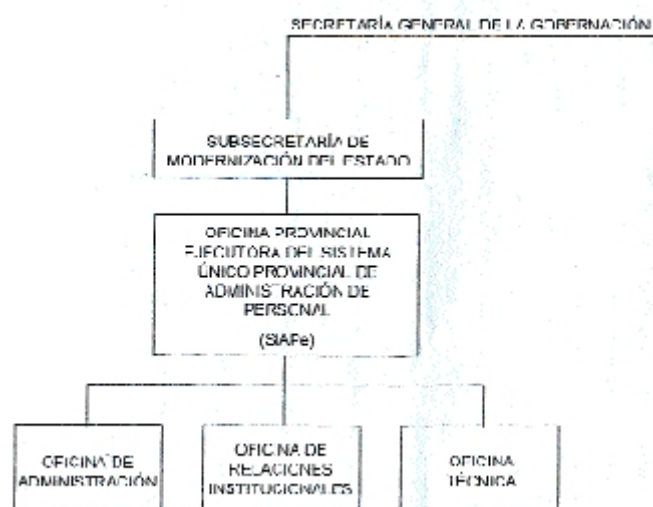 SECRETARÍA GENERAL DE LA GOBERNACIÓN
SUBSECRETARÍA DE
MODERNIZACIÓN DEL ESTADO
OFICINA PROVINCIAL
EJECUTORA DEL SISTEMA
ÚNICO PROVINCIAL DE
ADMINISTRACIÓN DE
PERSONAL
(SIAPe)
OFICINA DE
ADMINISTRACIÓN
OFICINA DE
RELACIONES
INSTITUCIONALES
OFICINA
TÉCNICA